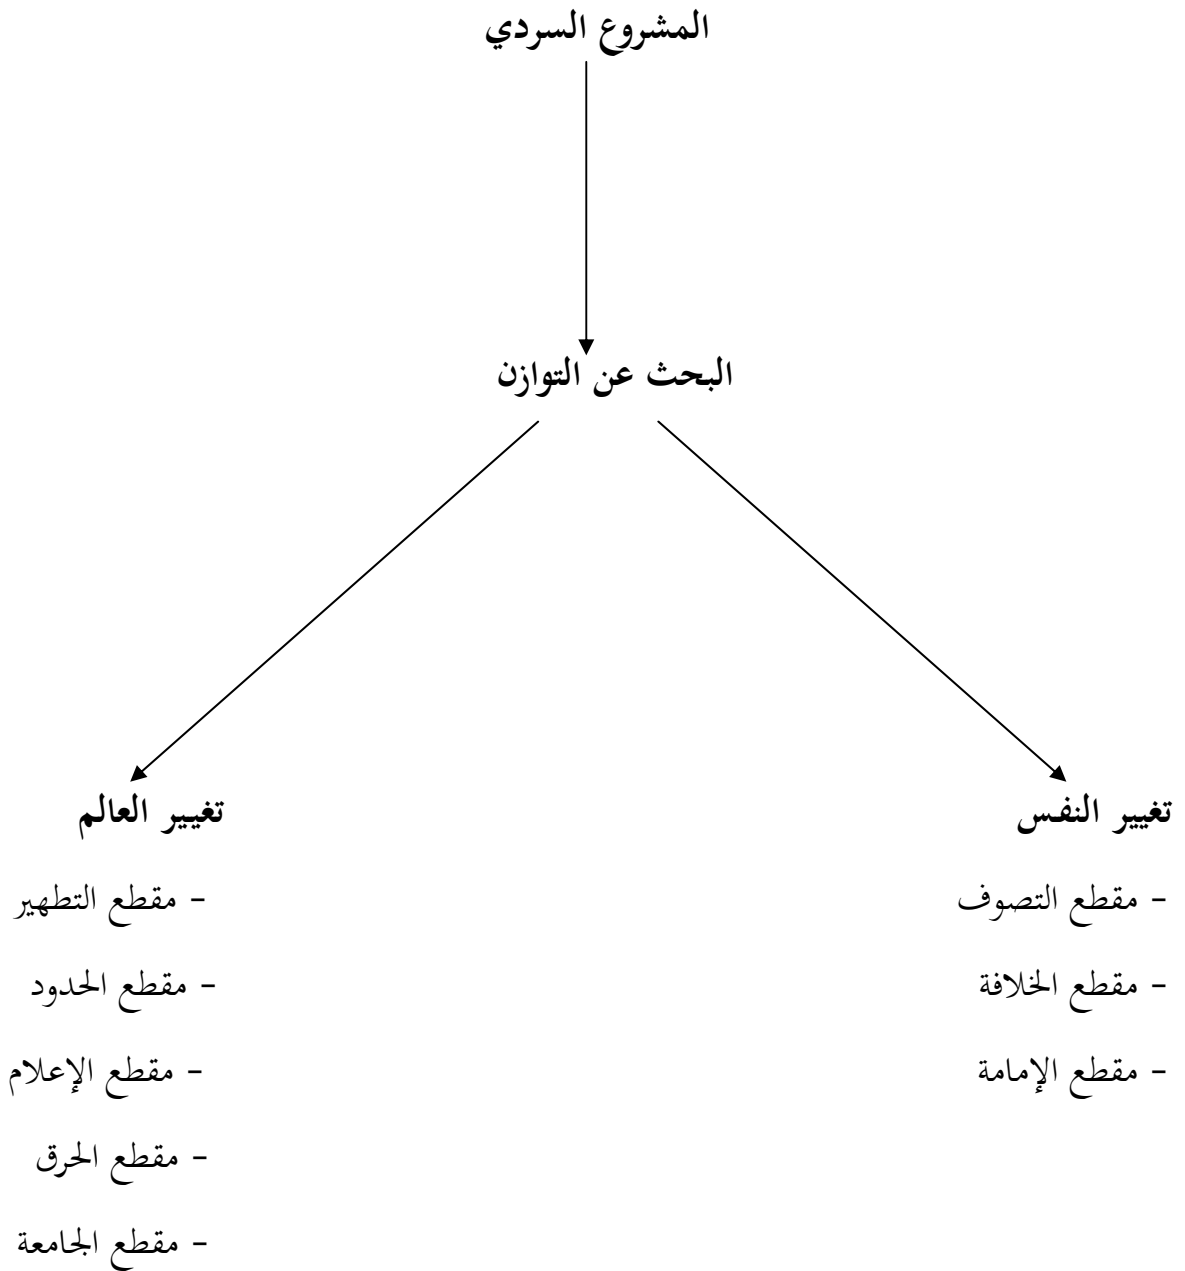 المشروع السردي
البحث عن التوازن
تغيير النفس
- مقطع التصوف
- مقطع الخلافة
- مقطع الإمامة
تغيير العالم
- مقطع التطهير
- مقطع الحدود
- مقطع الإعلام
- مقطع الحرق
- مقطع الجامعة